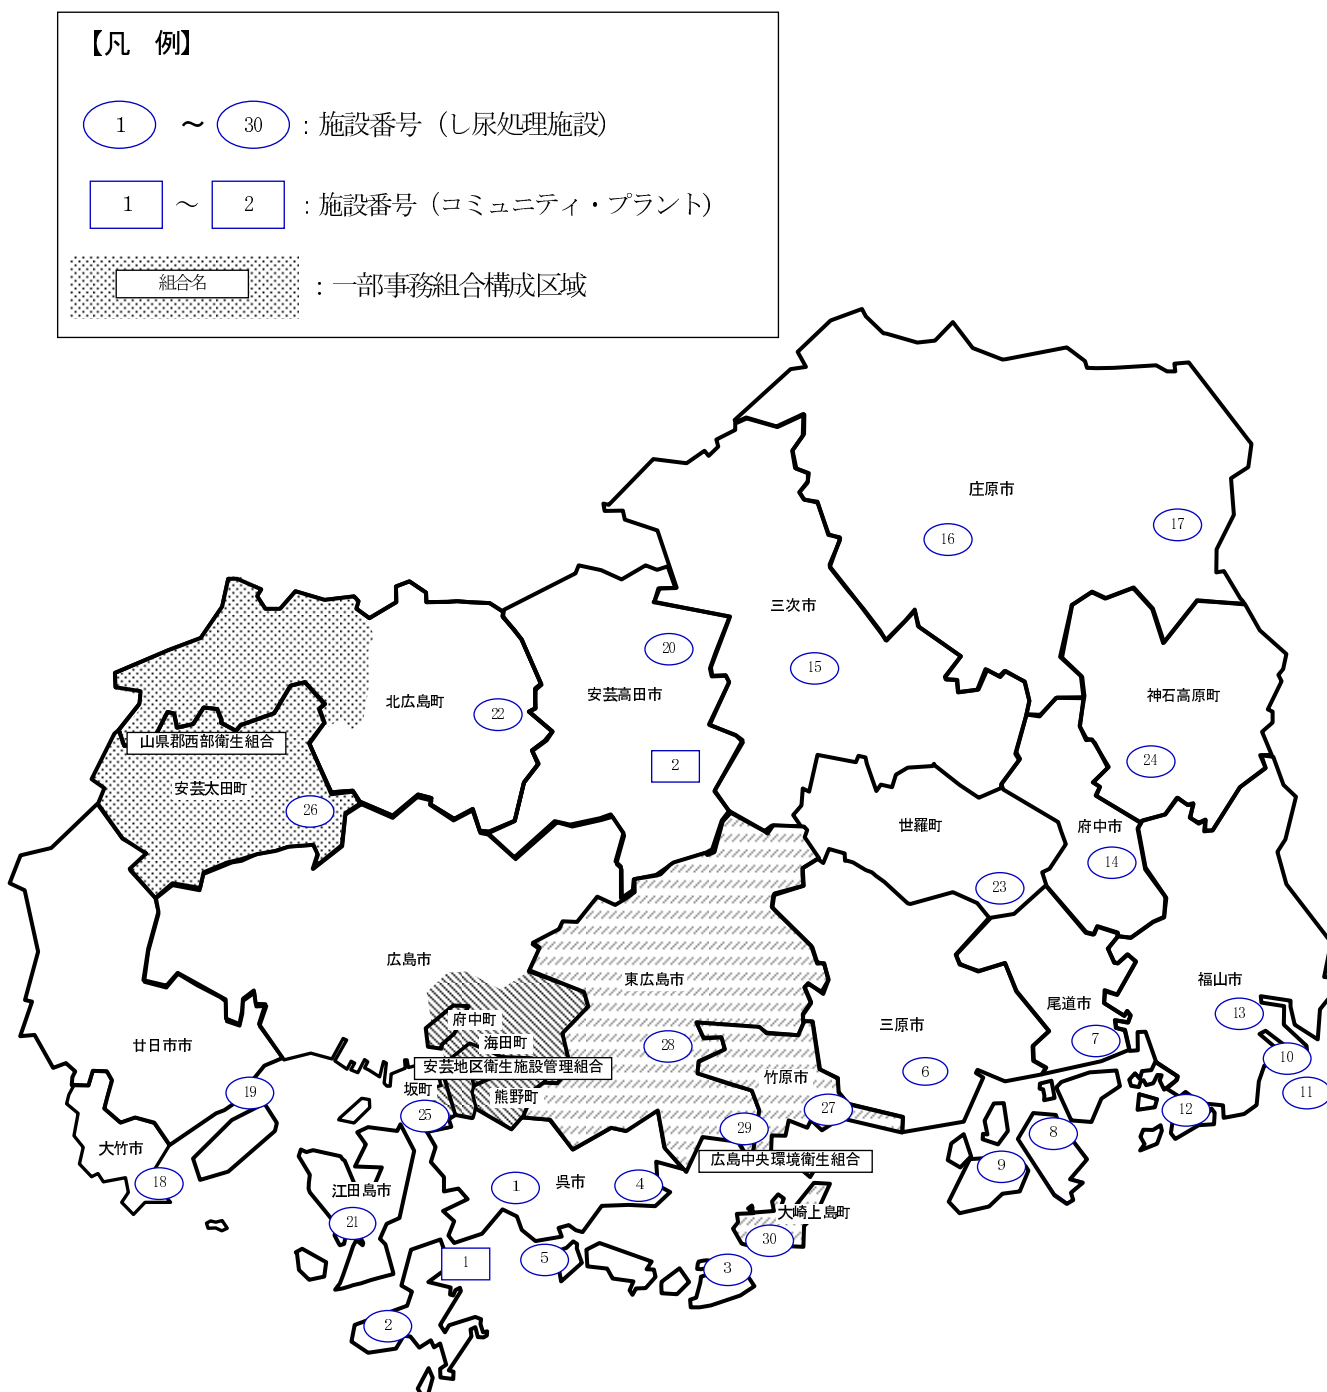 【凡　例】
1 ～ 30 : 施設番号（し尿処理施設）
1 ～ 2 : 施設番号（コミュニティ・プラント）
組合名 : 一部事務組合構成区域
庄原市
17
16
三次市
20
15
安芸高田市
神石高原町
北広島町
22
山県郡西部衛生組合
24
2
安芸太田町
26
世羅町
府中市
14
23
広島市
東広島市
福山市
尾道市
13
府中町
三原市
7
海田町
28
廿日市市
10
安芸地区衛生施設管理組合
6
竹原市
坂町
19
熊野町
11
25
27
12
29
8
大竹市
広島中央環境衛生組合
9
18
江田島市
1
呉市
4
21
大崎上島町
30
1
5
3
2